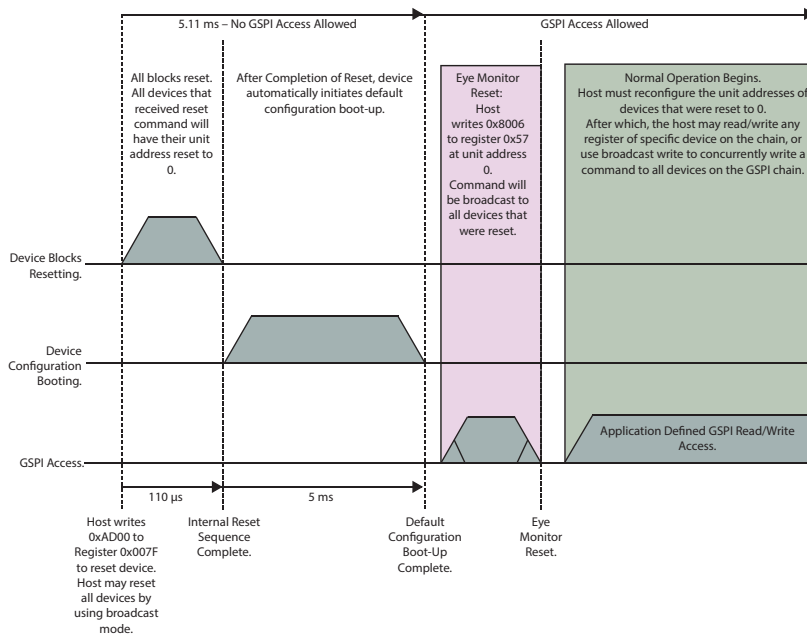 5.11 ms – No GSPI Access Allowed
GSPI Access Allowed
All blocks reset.
All devices that
received reset
command will
have their unit
address reset to
0.
After Completion of Reset, device
automatically initiates default
configuration boot-up.
Eye Monitor
Reset:
Host
writes 0x8006
to register 0x57
at unit address
0.
Command will
be broadcast to
all devices that
were reset.
Normal Operation Begins.
Host must reconfigure the unit addresses of
devices that were reset to 0.
After which, the host may read/write any
register of specific device on the chain, or
use broadcast write to concurrently write a
command to all devices on the GSPI chain.
Device Blocks
Resetting.
Device
Configuration
Booting.
GSPI Access.
Application Defined GSPI Read/Write
Access.
110 µs
5 ms
Host writes
0xAD00 to
Register 0x007F
to reset device.
Host may reset
all devices by
using broadcast
mode.
Internal Reset
Sequence
Complete.
Default
Configuration
Boot-Up
Complete.
Eye
Monitor
Reset.